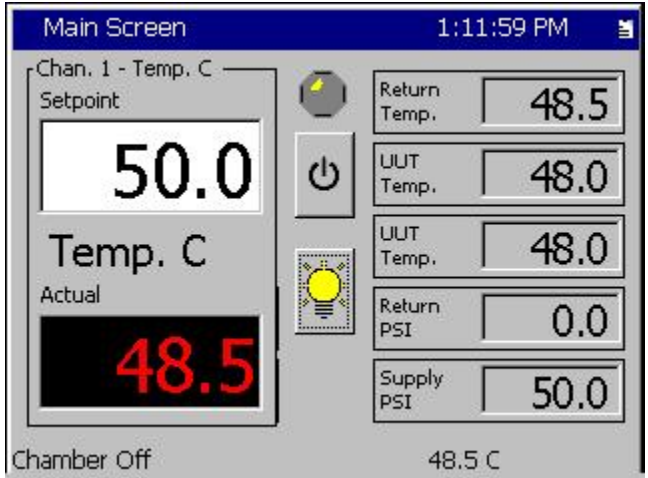 Main Screen 1:11:59 PM
Chan. 1 - Temp. C
Setpoint
50.0
Temp. C
Actual
48.5
Return
Temp.
48.5
UUT
Temp.
48.0
UUT
Temp.
48.0
Return
PSI
0.0
Supply
PSI
50.0
Chamber Off 48.5 C